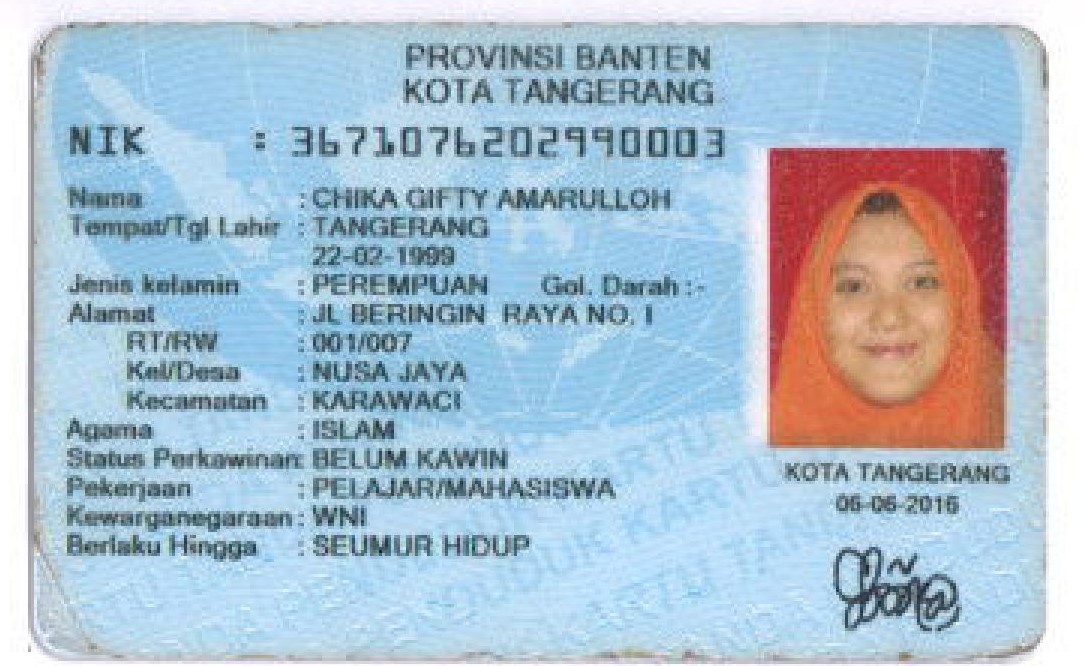 PROVINSI BANTEN
KOTA TANGERANG
NIK : 3671076202990003
Nama : CHIKA GIFTY AMARULLOH
Tempat/Tgl Lahir : TANGERANG
22-02-1999
Jenis kelamin : PEREMPUAN Gol. Darah :-
Alamat : JL BERINGIN RAYA NO. I
RT/RW : 001/007
Kel/Desa : NUSA JAYA
Kecamatan : KARAWACI
Agama : ISLAM
Status Perkawinan: BELUM KAWIN
Pekerjaan : PELAJAR/MAHASISWA
Kewarganegaraan : WNI
Berlaku Hingga : SEUMUR HIDUP
KOTA TANGERANG
06-06-2016